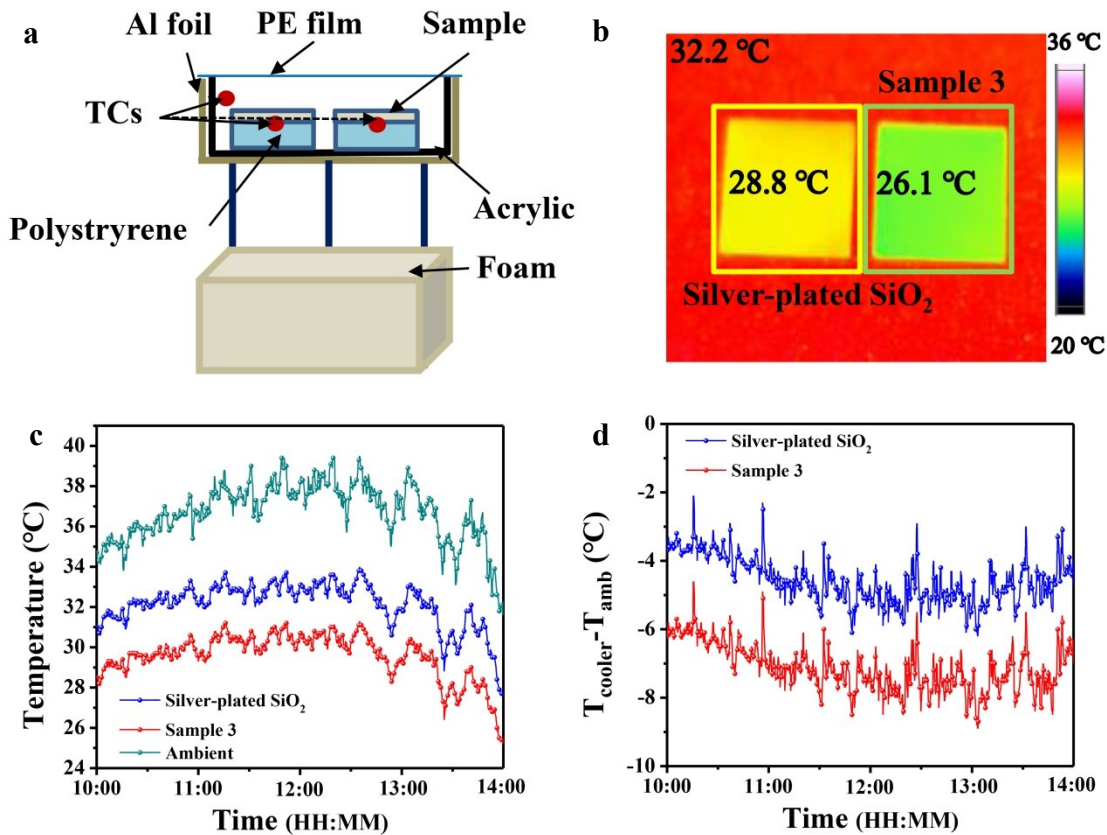 a
Al foil
PE film
Sample
TCs
Polystryrene
Acrylic
Foam
b
32.2 ℃
36 ℃
Sample 3
28.8 ℃
26.1 ℃
Silver-plated SiO₂
20 ℃
c
Temperature (℃)
40
38
36
34
32
30
28
26
24
Silver-plated SiO₂
Sample 3
Ambient
10:00
11:00
12:00
13:00
14:00
Time (HH:MM)
d
T_cooler-T_amb (℃)
0
-2
-4
-6
-8
-10
Silver-plated SiO₂
Sample 3
10:00
11:00
12:00
13:00
14:00
Time (HH:MM)